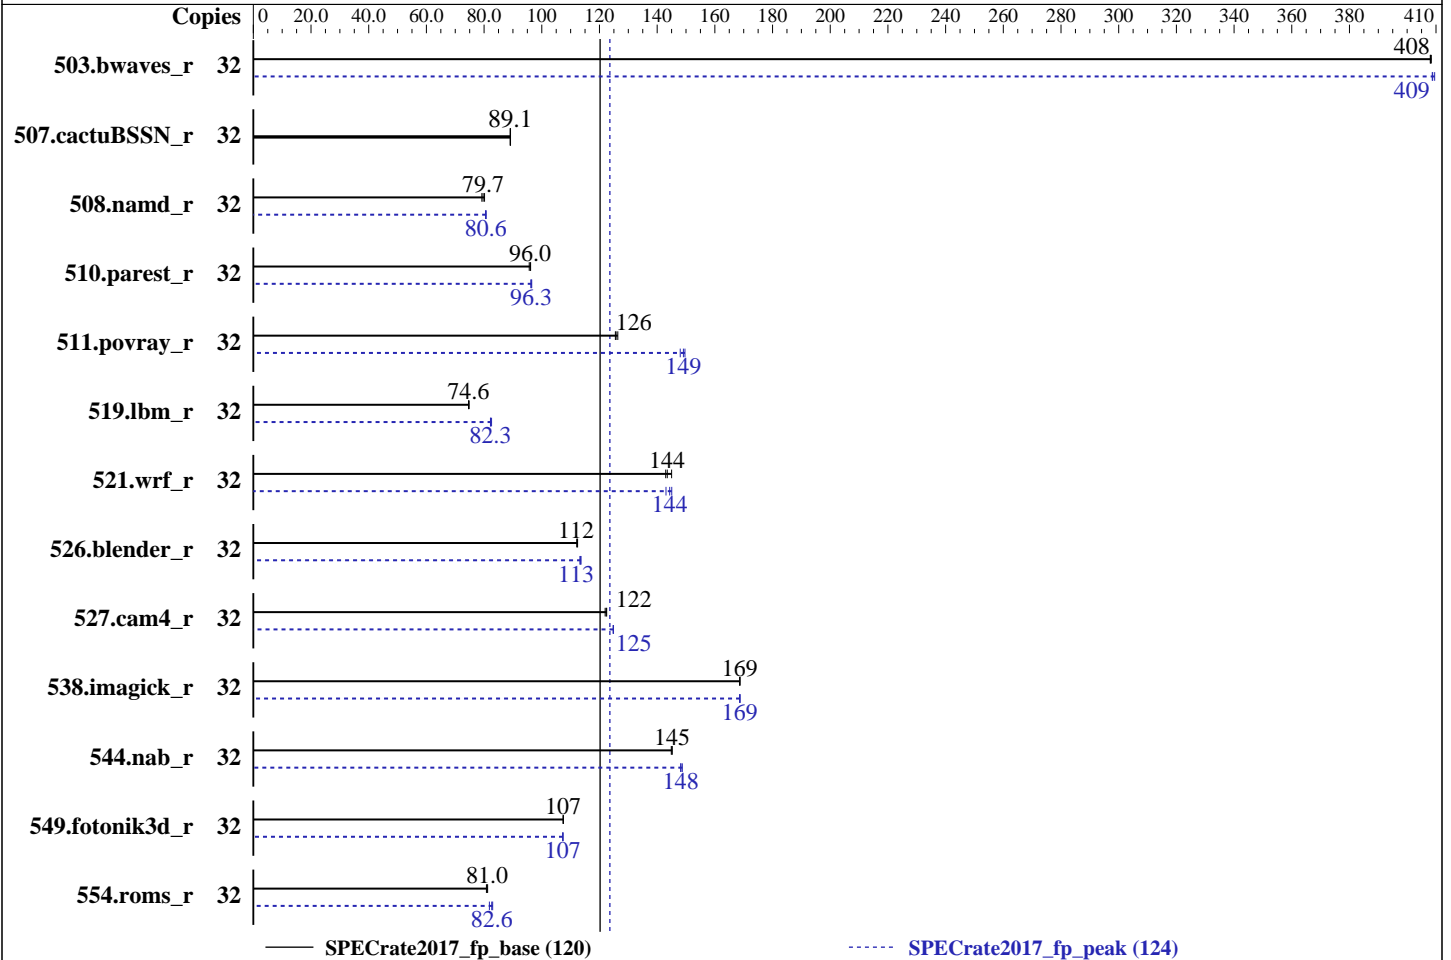 Copies 0 20.0 40.0 60.0 80.0 100 120 140 160 180 200 220 240 260 280 300 320 340 360 380 410
408
503.bwaves_r 32
409
89.1
507.cactuBSSN_r 32
79.7
508.namd_r 32
80.6
96.0
510.parest_r 32
96.3
126
511.povray_r 32
149
74.6
519.lbm_r 32
82.3
144
521.wrf_r 32
144
112
526.blender_r 32
113
122
527.cam4_r 32
125
169
538.imagick_r 32
169
145
544.nab_r 32
148
107
549.fotonik3d_r 32
107
81.0
554.roms_r 32
82.6
SPECrate2017_fp_base (120) SPECrate2017_fp_peak (124)